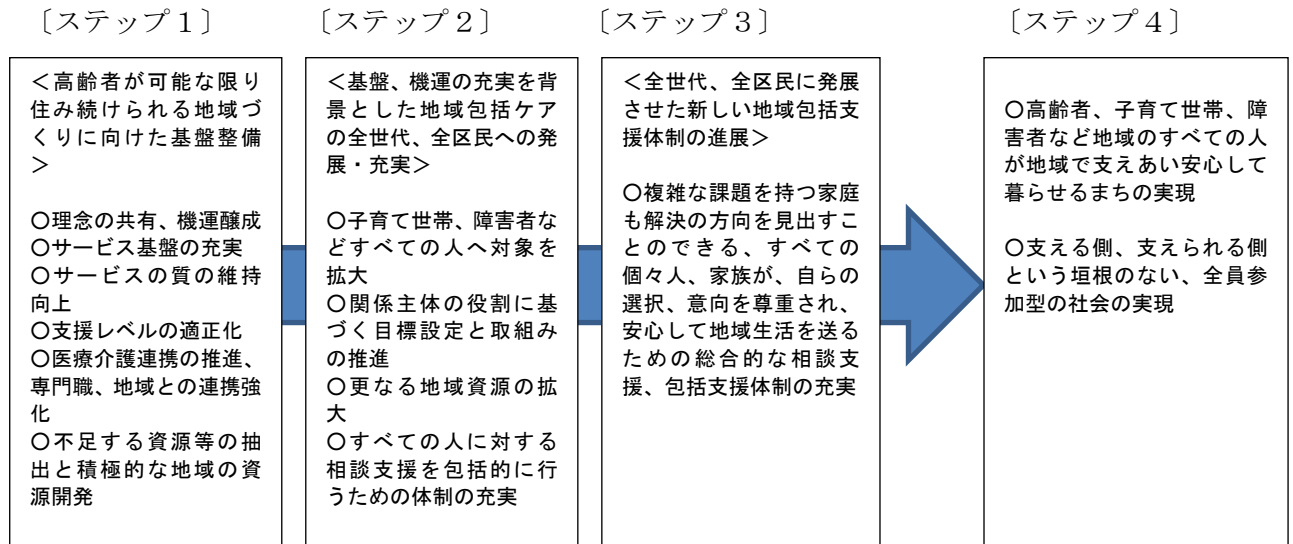 〔ステップ１〕
＜高齢者が可能な限り
住み続けられる地域づ
くりに向けた基盤整備
＞
〇理念の共有、機運醸成
〇サービス基盤の充実
〇サービスの質の維持
向上
〇支援レベルの適正化
〇医療介護連携の推進、
専門職、地域との連携強
化
〇不足する資源等の抽
出と積極的な地域の資
源開発
〔ステップ２〕
＜基盤、機運の充実を背
景とした地域包括ケア
の全世代、全区民への発
展・充実＞
〇子育て世帯、障害者な
どすべての人へ対象を
拡大
〇関係主体の役割に基
づく目標設定と取組み
の推進
〇更なる地域資源の拡
大
〇すべての人に対する
相談支援を包括的に行
うための体制の充実
〔ステップ３〕
＜全世代、全区民に発展
させた新しい地域包括支
援体制の進展＞
〇複雑な課題を持つ家庭
も解決の方向を見出すこ
とのできる、すべての
個々人、家族が、自らの
選択、意向を尊重され、
安心して地域生活を送る
ための総合的な相談支
援、包括支援体制の充実
〔ステップ４〕
〇高齢者、子育て世帯、障
害者など地域のすべての人
が地域で支えあい安心して
暮らせるまちの実現
〇支える側、支えられる側
という垣根のない、全員参
加型の社会の実現